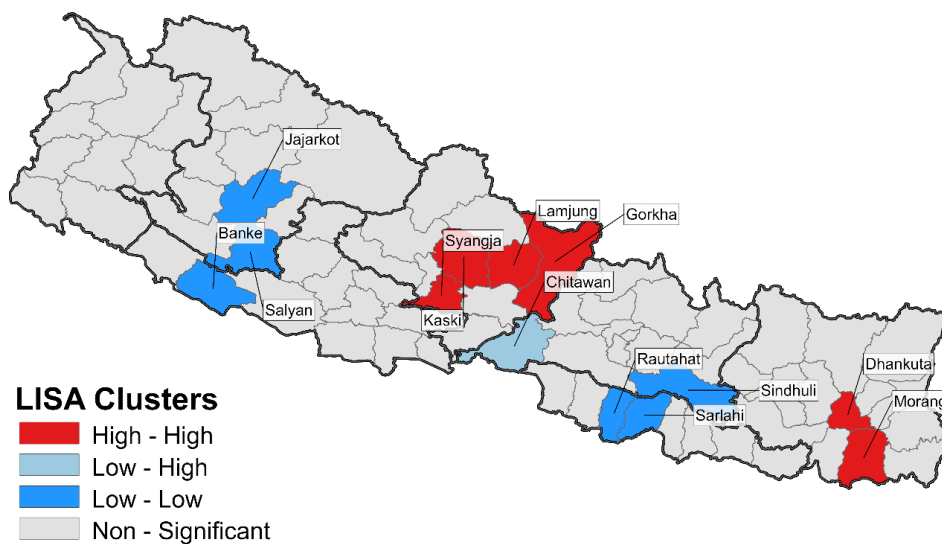 Jajarkot
Lamjung
Gorkha
Banke
Syangja
Chitawan
Salyan
Kaski
Rautahat
Dhankuta
Sindhuli
Morang
Sarlahi
LISA Clusters
High - High
Low - High
Low - Low
Non - Significant